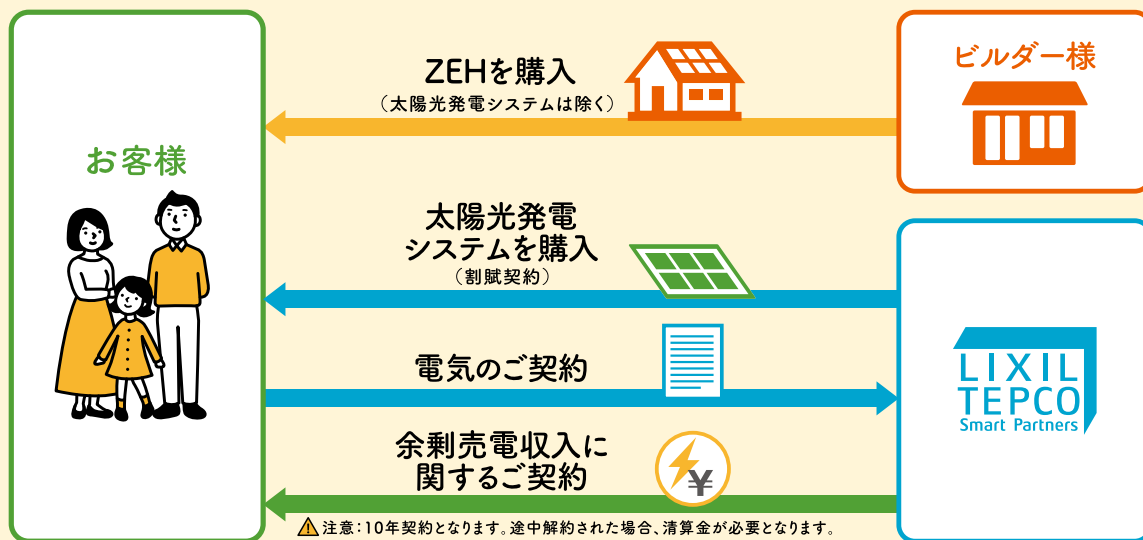 お客様
ZEHを購入
（太陽光発電システムは除く）
ビルダー様
太陽光発電
システムを購入
（割賦契約）
電気のご契約
余剰売電収入に
関するご契約
¥
注意：10年契約となります。途中解約された場合、清算金が必要となります。
LIXIL
TEPCO
Smart Partners